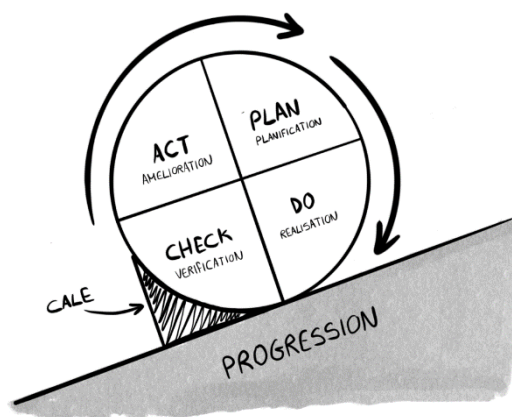 PLAN
PLANIFICATION
ACT
AMELIORATION
DO
REALISATION
CHECK
VERIFICATION
CALE
PROGRESSION